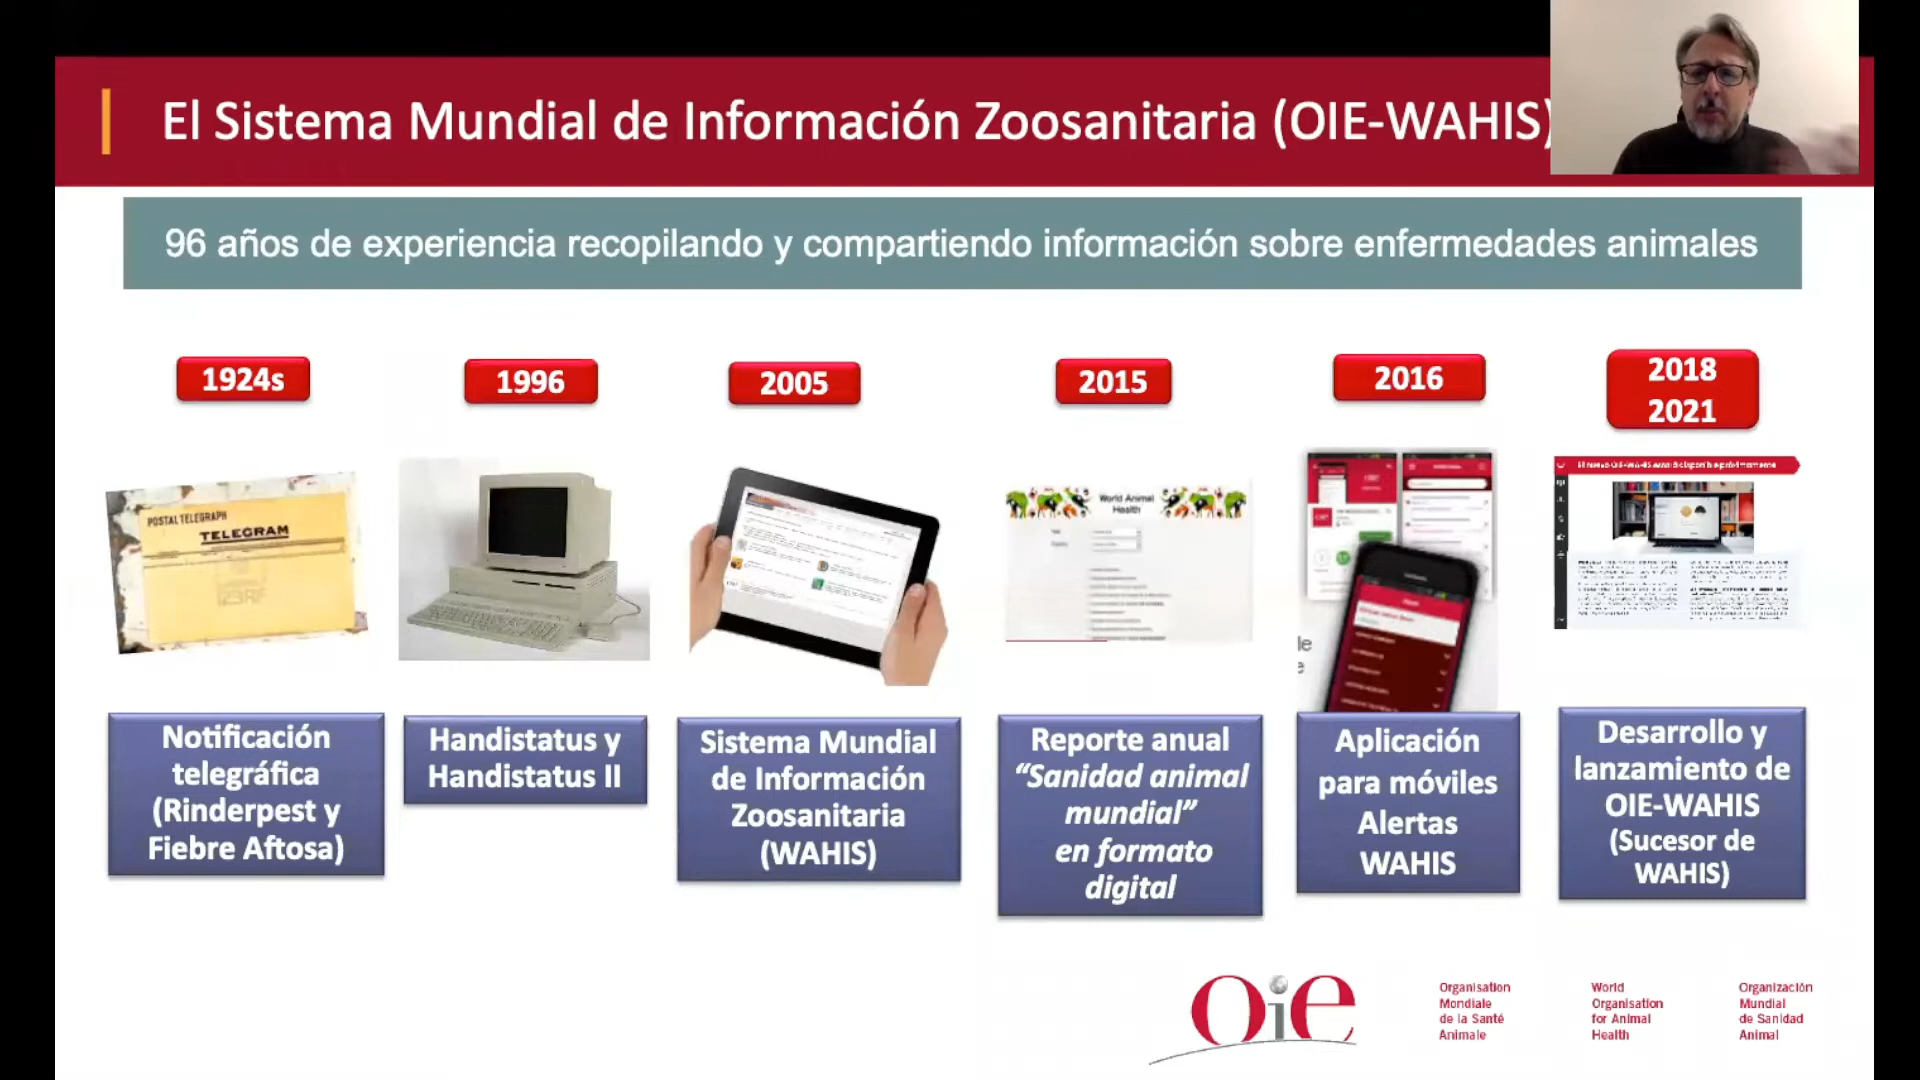 El Sistema Mundial de Información Zoosanitaria (OIE-WAHIS)
96 años de experiencia recopilando y compartiendo información sobre enfermedades animales
1924s
1996
2005
2015
2016
2018
2021
POSTAL TELEGRAPH
TELEGRAM
World Animal
Health
Notificación
telegráfica
(Rinderpest y
Fiebre Aftosa)
Handistatus y
Handistatus II
Sistema Mundial
de Información
Zoosanitaria
(WAHIS)
Reporte anual
“Sanidad animal
mundial”
en formato
digital
Aplicación
para móviles
Alertas
WAHIS
Desarrollo y
lanzamiento de
OIE-WAHIS
(Sucesor de
WAHIS)
oie
Organisation
Mondiale
de la Santé
Animale
World
Organisation
for Animal
Health
Organización
Mundial
de Sanidad
Animal